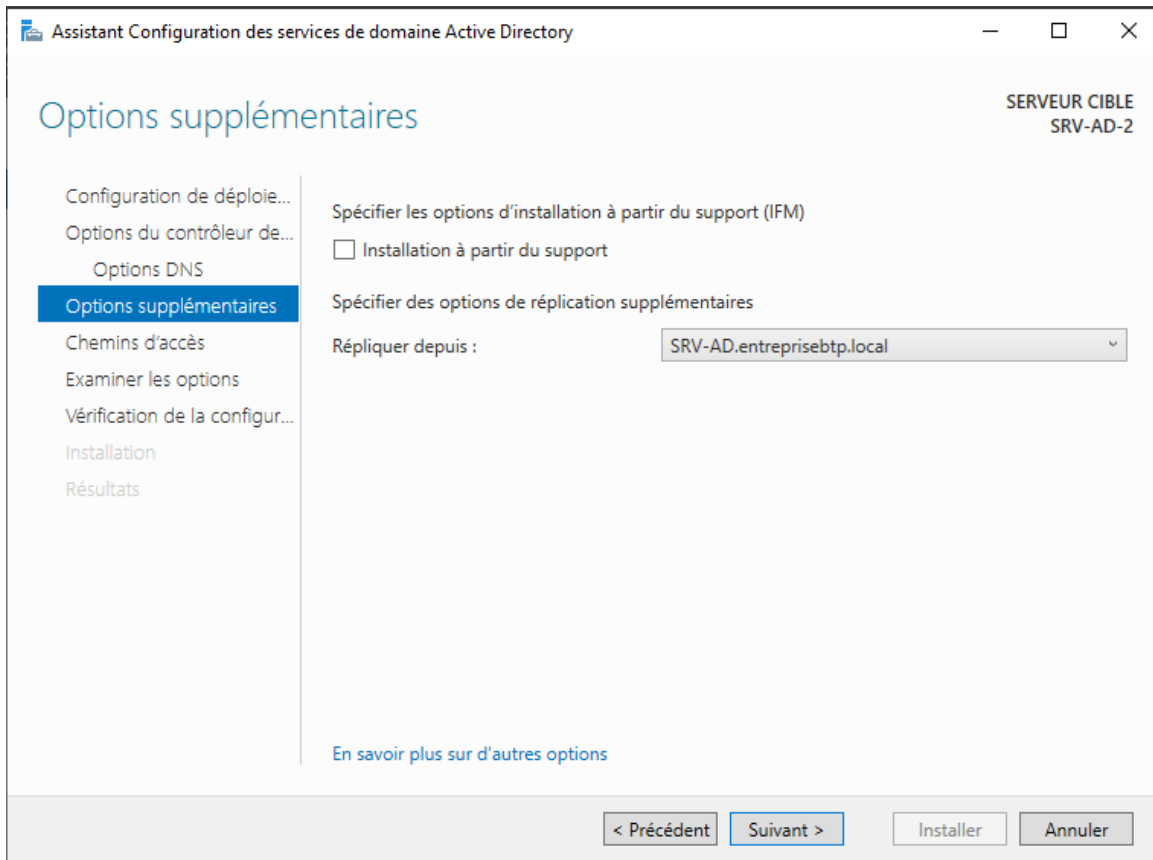 Assistant Configuration des services de domaine Active Directory
Options supplémentaires
SERVEUR CIBLE
SRV-AD-2
Configuration de déploie...
Options du contrôleur de...
Options DNS
Options supplémentaires
Chemins d'accès
Examiner les options
Vérification de la configur...
Installation
Résultats
Spécifier les options d'installation à partir du support (IFM)
Installation à partir du support
Spécifier des options de réplication supplémentaires
Répliquer depuis :
SRV-AD.entreprisebtp.local
En savoir plus sur d'autres options
< Précédent
Suivant >
Installer
Annuler